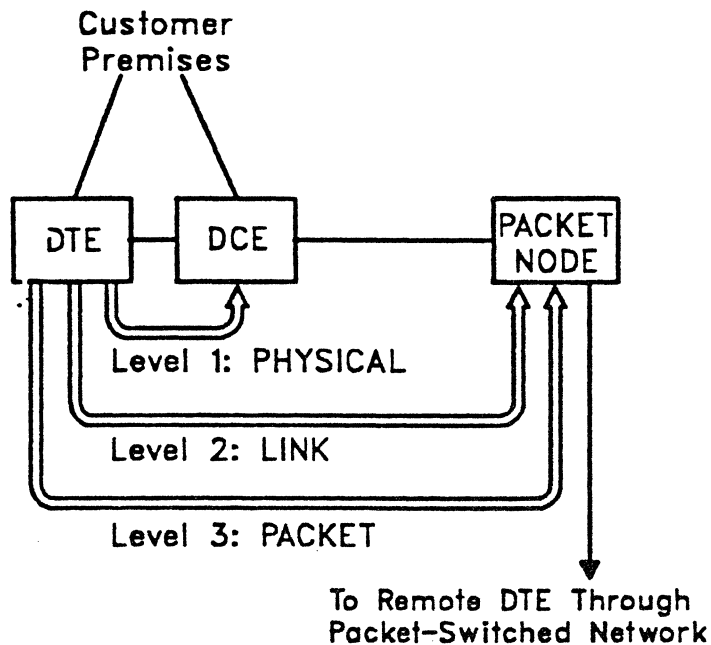 Customer
Premises
DTE
DCE
PACKET
NODE
Level 1: PHYSICAL
Level 2: LINK
Level 3: PACKET
To Remote DTE Through
Packet-Switched Network